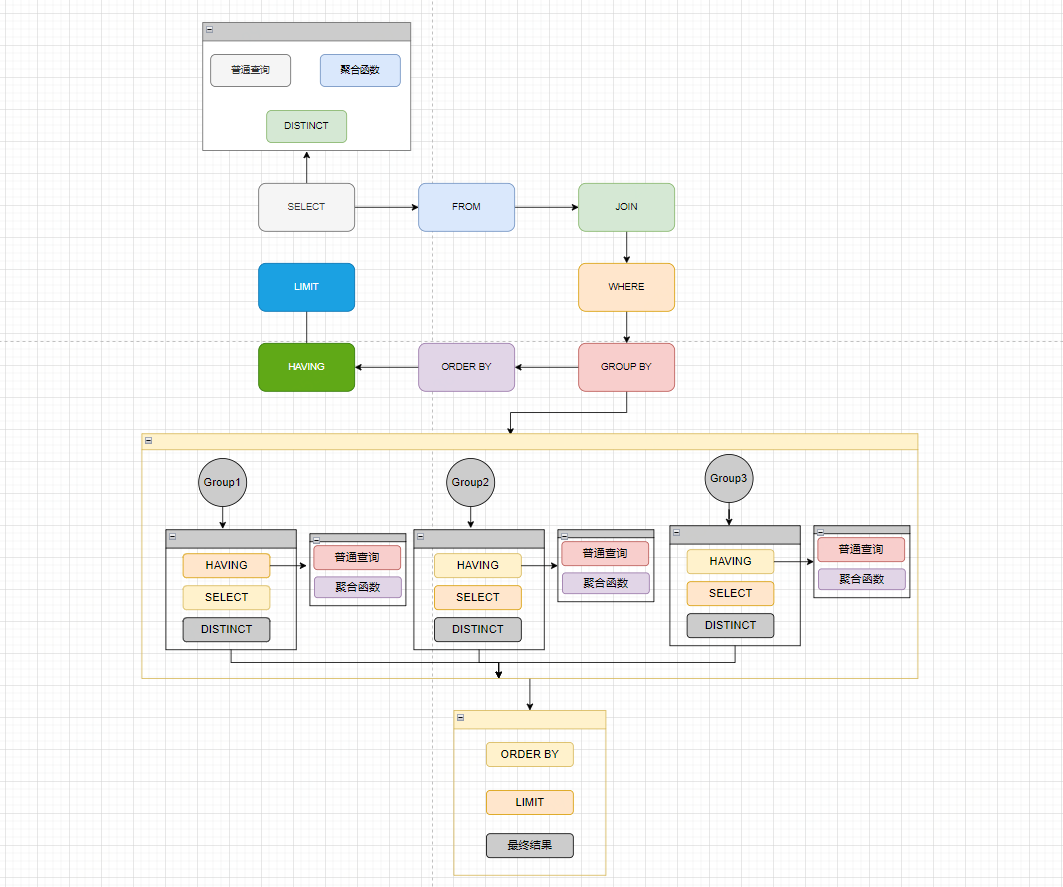 普通查询
聚合函数
DISTINCT
SELECT
FROM
JOIN
LIMIT
WHERE
HAVING
ORDER BY
GROUP BY
Group1
Group2
Group3
HAVING
SELECT
DISTINCT
普通查询
聚合函数
HAVING
SELECT
DISTINCT
普通查询
聚合函数
HAVING
SELECT
DISTINCT
普通查询
聚合函数
ORDER BY
LIMIT
最终结果